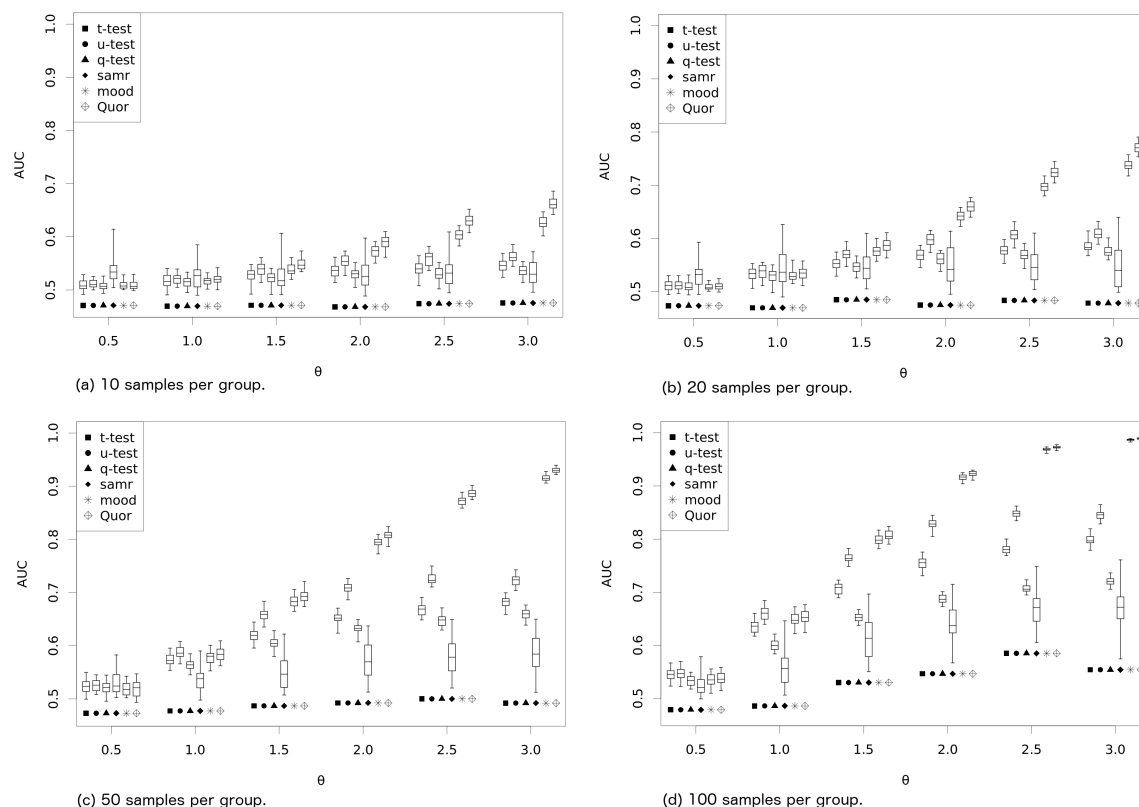 1.0
0.9
0.8
0.7
0.6
0.5
AUC
t-test
u-test
q-test
samr
mood
Quor
0.5 1.0 1.5 2.0 2.5 3.0
θ
(a) 10 samples per group.
1.0
0.9
0.8
0.7
0.6
0.5
AUC
t-test
u-test
q-test
samr
mood
Quor
0.5 1.0 1.5 2.0 2.5 3.0
θ
(b) 20 samples per group.
1.0
0.9
0.8
0.7
0.6
0.5
AUC
t-test
u-test
q-test
samr
mood
Quor
0.5 1.0 1.5 2.0 2.5 3.0
θ
(c) 50 samples per group.
1.0
0.9
0.8
0.7
0.6
0.5
AUC
t-test
u-test
q-test
samr
mood
Quor
0.5 1.0 1.5 2.0 2.5 3.0
θ
(d) 100 samples per group.